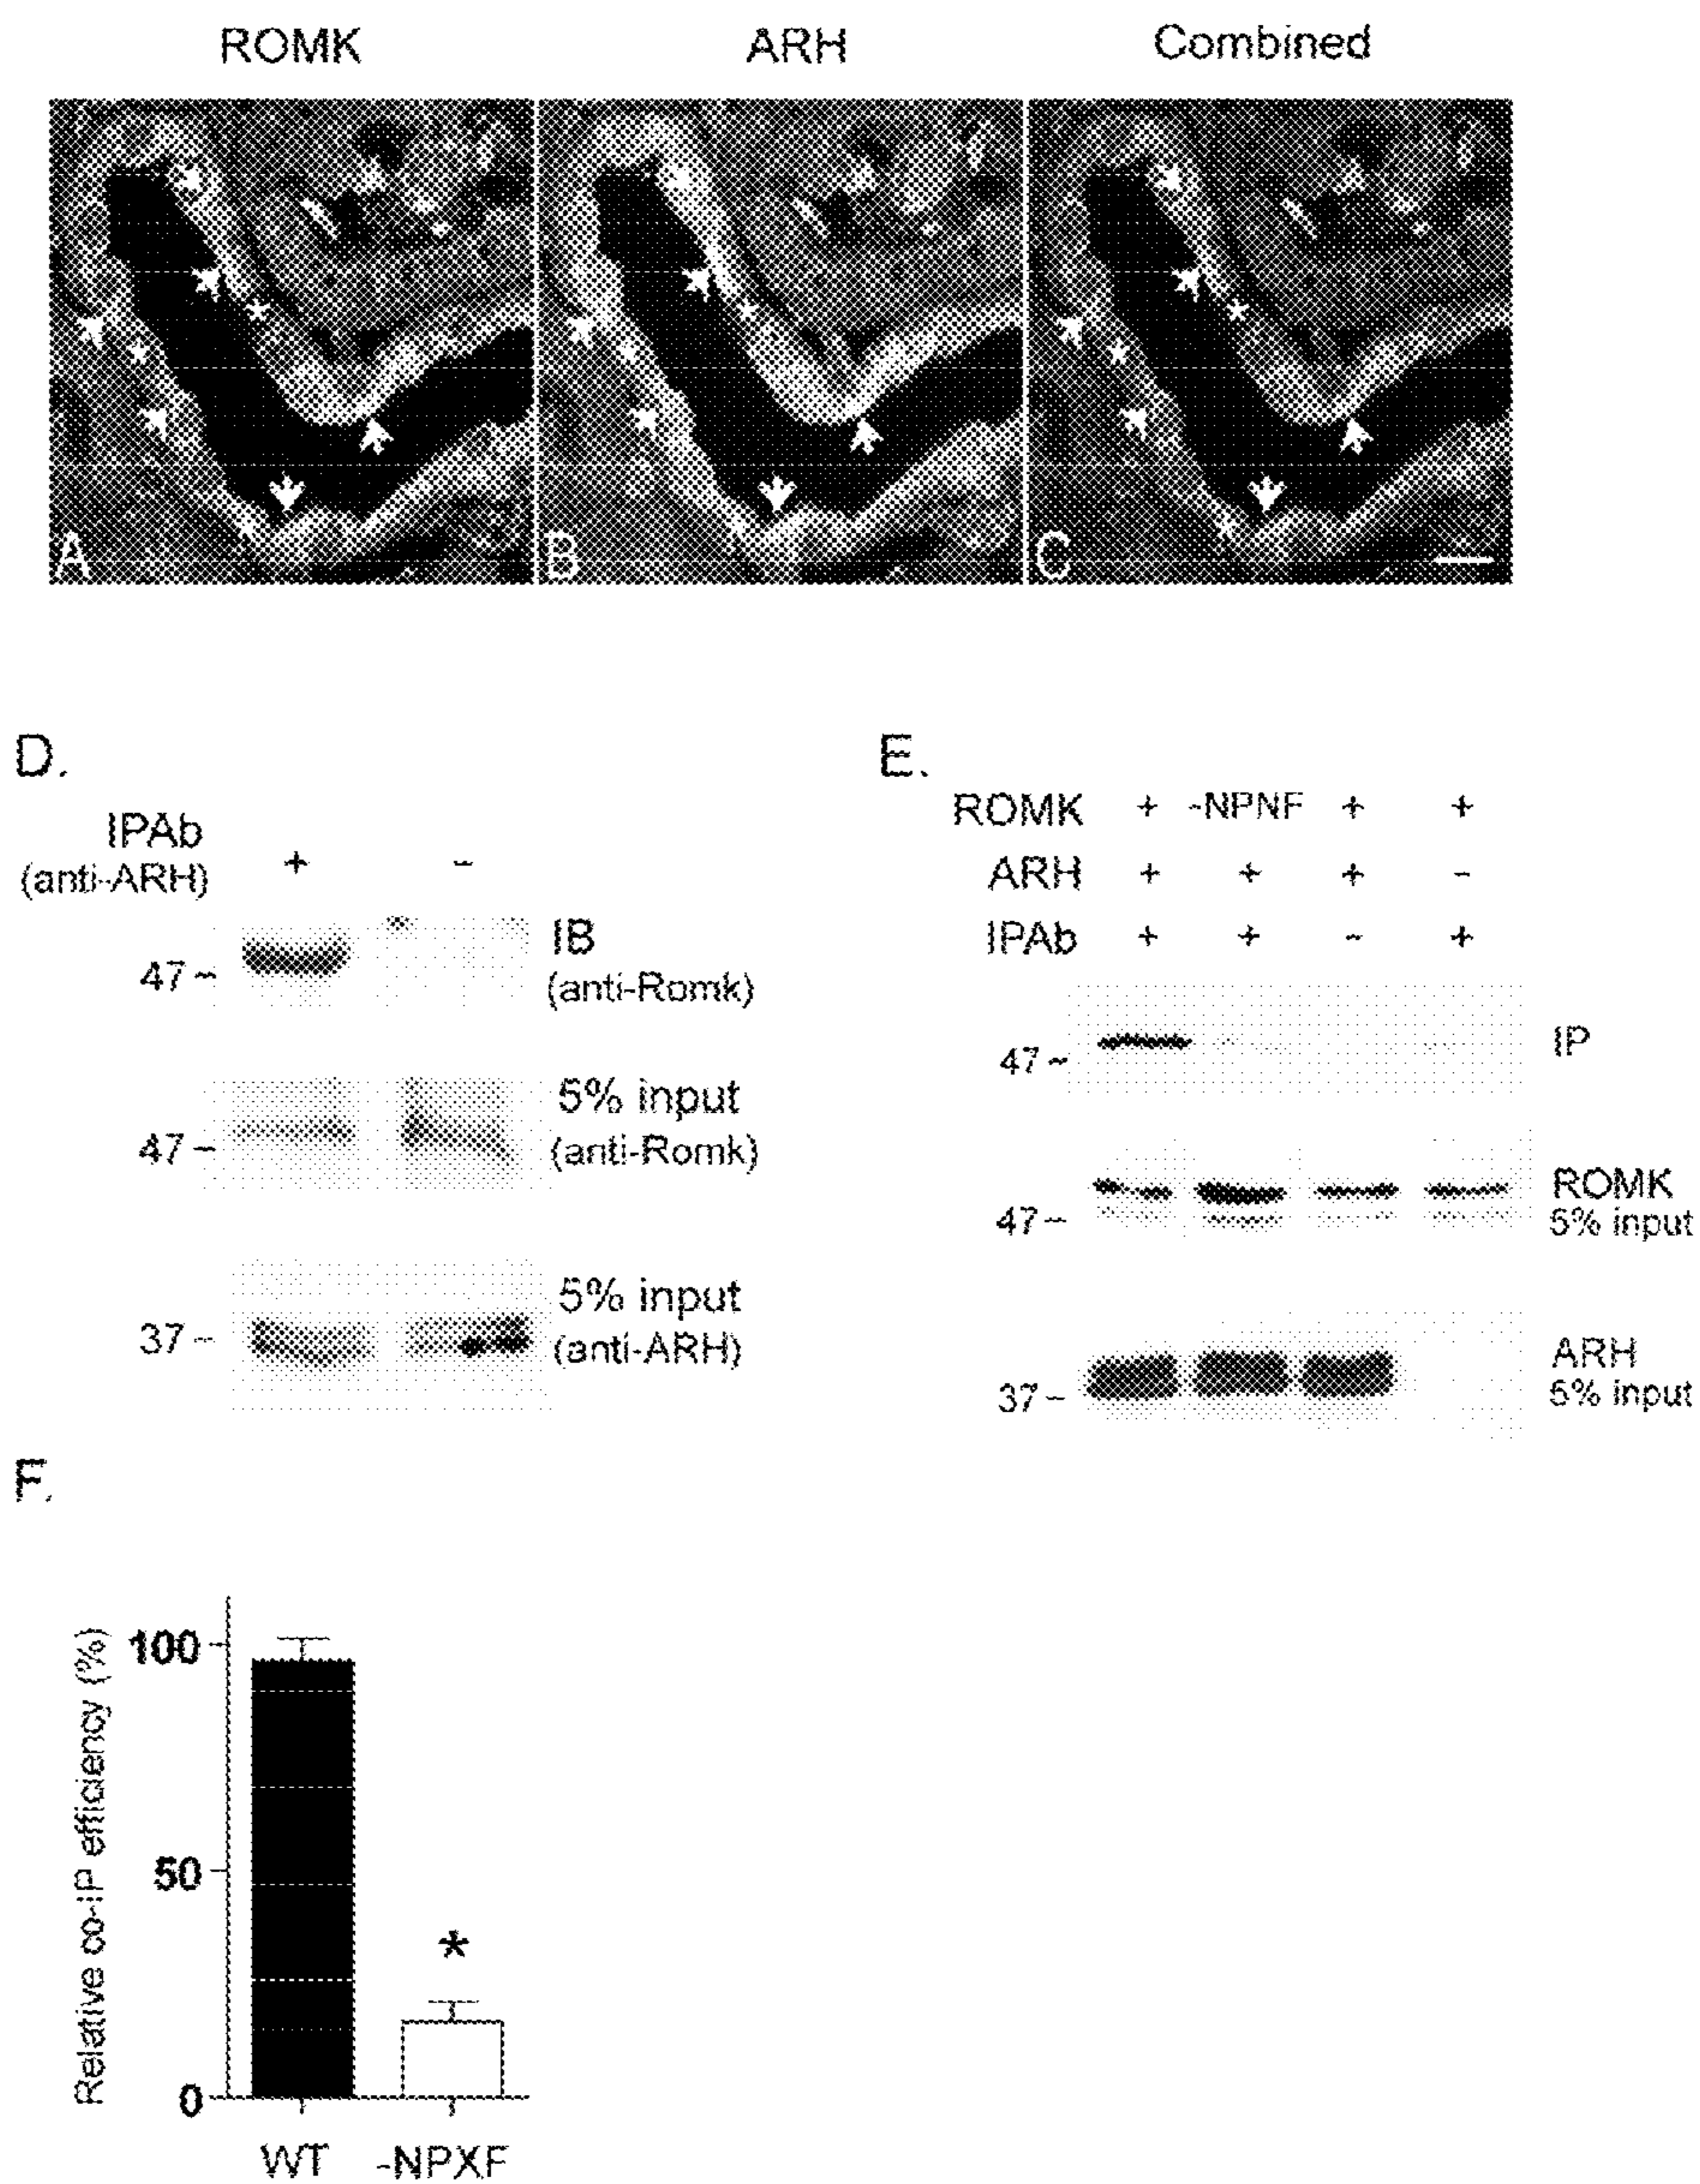 ROMK ARH Combined
A B C
D.
IPAb
(anti-ARH)
+ -
47 -
IB
(anti-Romk)
47 -
5% input
(anti-Romk)
37 -
5% input
(anti-ARH)
E.
ROMK + -NPNF + +
ARH + + + -
IPAb + + - +
47 -
IP
47 -
ROMK
5% input
37 -
ARH
5% input
F.
Relative co-IP efficiency (%)
100
50
0
*
WT -NPXF